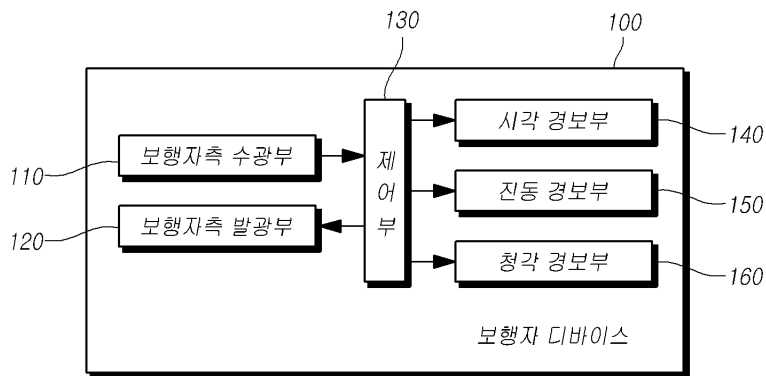 130
100
보행자측 수광부
110
보행자측 발광부
120
제어부
시각 경보부
140
진동 경보부
150
청각 경보부
160
보행자 디바이스